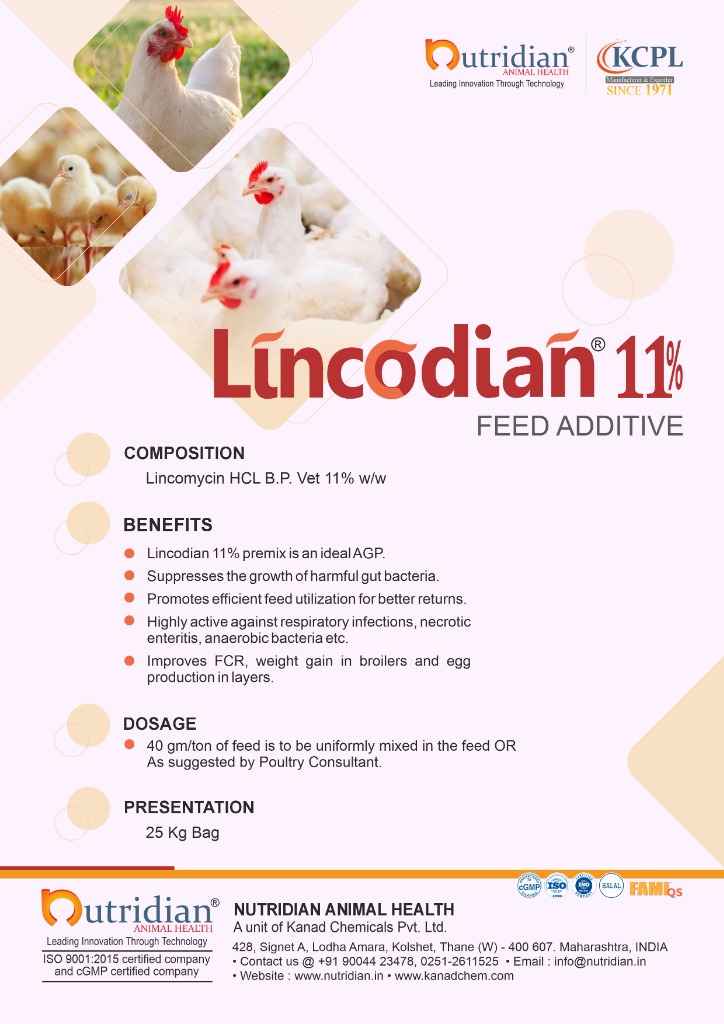 nutridian®
ANIMAL HEALTH
Leading Innovation Through Technology
KCPL
Manufacturer & Exporter
SINCE 1971
Lincodian® 11%
FEED ADDITIVE
COMPOSITION
Lincomycin HCL B.P. Vet 11% w/w
BENEFITS
Lincodian 11% premix is an ideal AGP.
Suppresses the growth of harmful gut bacteria.
Promotes efficient feed utilization for better returns.
Highly active against respiratory infections, necrotic
enteritis, anaerobic bacteria etc.
Improves FCR, weight gain in broilers and egg
production in layers.
DOSAGE
40 gm/ton of feed is to be uniformly mixed in the feed OR
As suggested by Poultry Consultant.
PRESENTATION
25 Kg Bag
cGMP ISO ISO HALAL FAMI QS
nutridian®
ANIMAL HEALTH
Leading Innovation Through Technology
ISO 9001:2015 certified company
and cGMP certified company
NUTRIDIAN ANIMAL HEALTH
A unit of Kanad Chemicals Pvt. Ltd.
428, Signet A, Lodha Amara, Kolshet, Thane (W) - 400 607. Maharashtra, INDIA
• Contact us @ +91 90044 23478, 0251-2611525 • Email : info@nutridian.in
• Website : www.nutridian.in • www.kanadchem.com